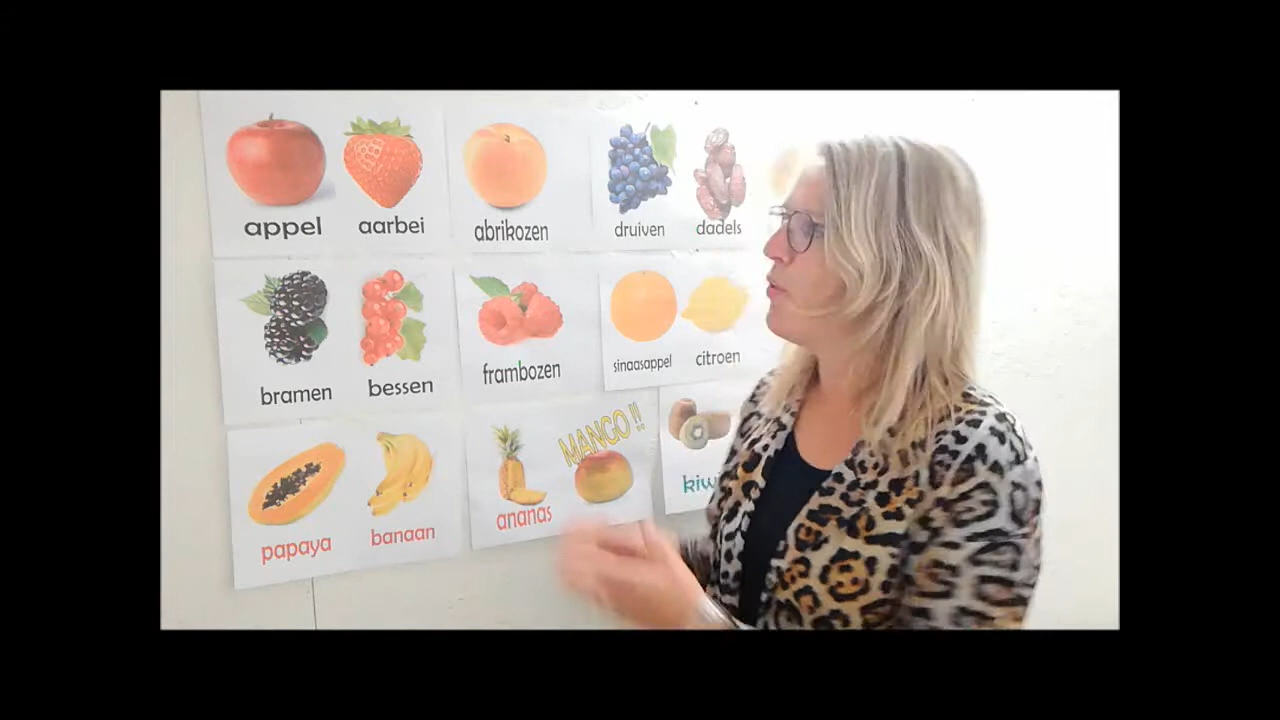 appel aarbei abrikozen druiven dadels
bramen bessen frambozen sinaasappel citroen
MANGO !!
papaya banaan ananas